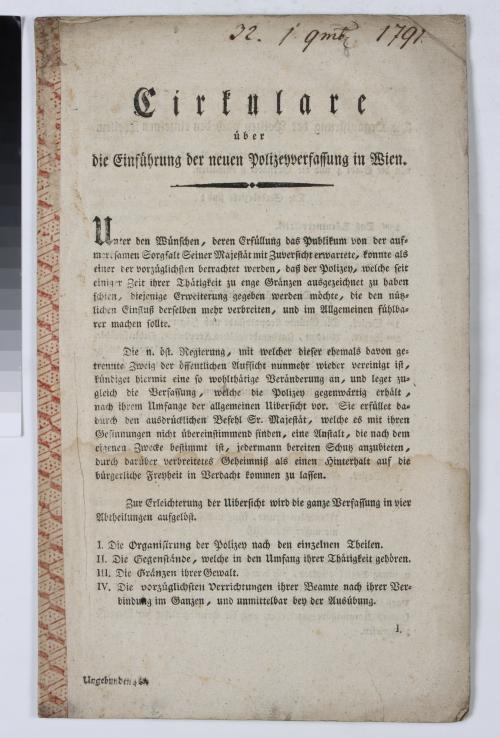 32. 1. 9mb 1791.
Cirkulare
über
die Einführung der neuen Polizeyverfassung in Wien.
Unter den Wünschen, deren Erfüllung das Publikum von der auf-
merksamen Sorgfalt Seiner Majestät mit Zuversicht erwartete, konnte als
einer der vorzüglichsten betrachtet werden, daß der Polizey, welche seit
einiger Zeit ihrer Thätigkeit zu enge Gränzen ausgezeichnet zu haben
schien, diejenige Erweiterung gegeben werden möchte, die den nütz-
lichen Einfluß derselben mehr verbreiten, und im Allgemeinen fühlba-
rer machen sollte.
Die n. öst. Regierung, mit welcher dieser ehemals davon ge-
trennte Zweig der öffentlichen Aufsicht nunmehr wieder vereinigt ist,
kündiget hiermit eine so wohlthätige Veränderung an, und leget zu-
gleich die Verfassung, welche die Polizey gegenwärtig erhält,
nach ihrem Umfange der allgemeinen Uibersicht vor. Sie erfüllet da-
durch den ausdrücklichen Befehl Sr. Majestät, welche es mit ihren
Gesinnungen nicht übereinstimmend finden, eine Anstalt, die nach dem
eigenen Zwecke bestimmt ist, jedermann bereiten Schutz anzubieten,
durch darüber verbreitetes Geheimniß als einen Hinterhalt auf die
bürgerliche Freyheit in Verdacht kommen zu lassen.
Zur Erleichterung der Uibersicht wird die ganze Verfassung in vier
Abtheilungen aufgelöst.
I. Die Organisirung der Polizey nach den einzelnen Theilen.
II. Die Gegenstände, welche in den Umfang ihrer Thätigkeit gehören.
III. Die Gränzen ihrer Gewalt.
IV. Die vorzüglichsten Verrichtungen ihrer Beamte nach ihrer Ver-
bindung im Ganzen, und unmittelbar bey der Ausübung.
I.
Ungebunden 4